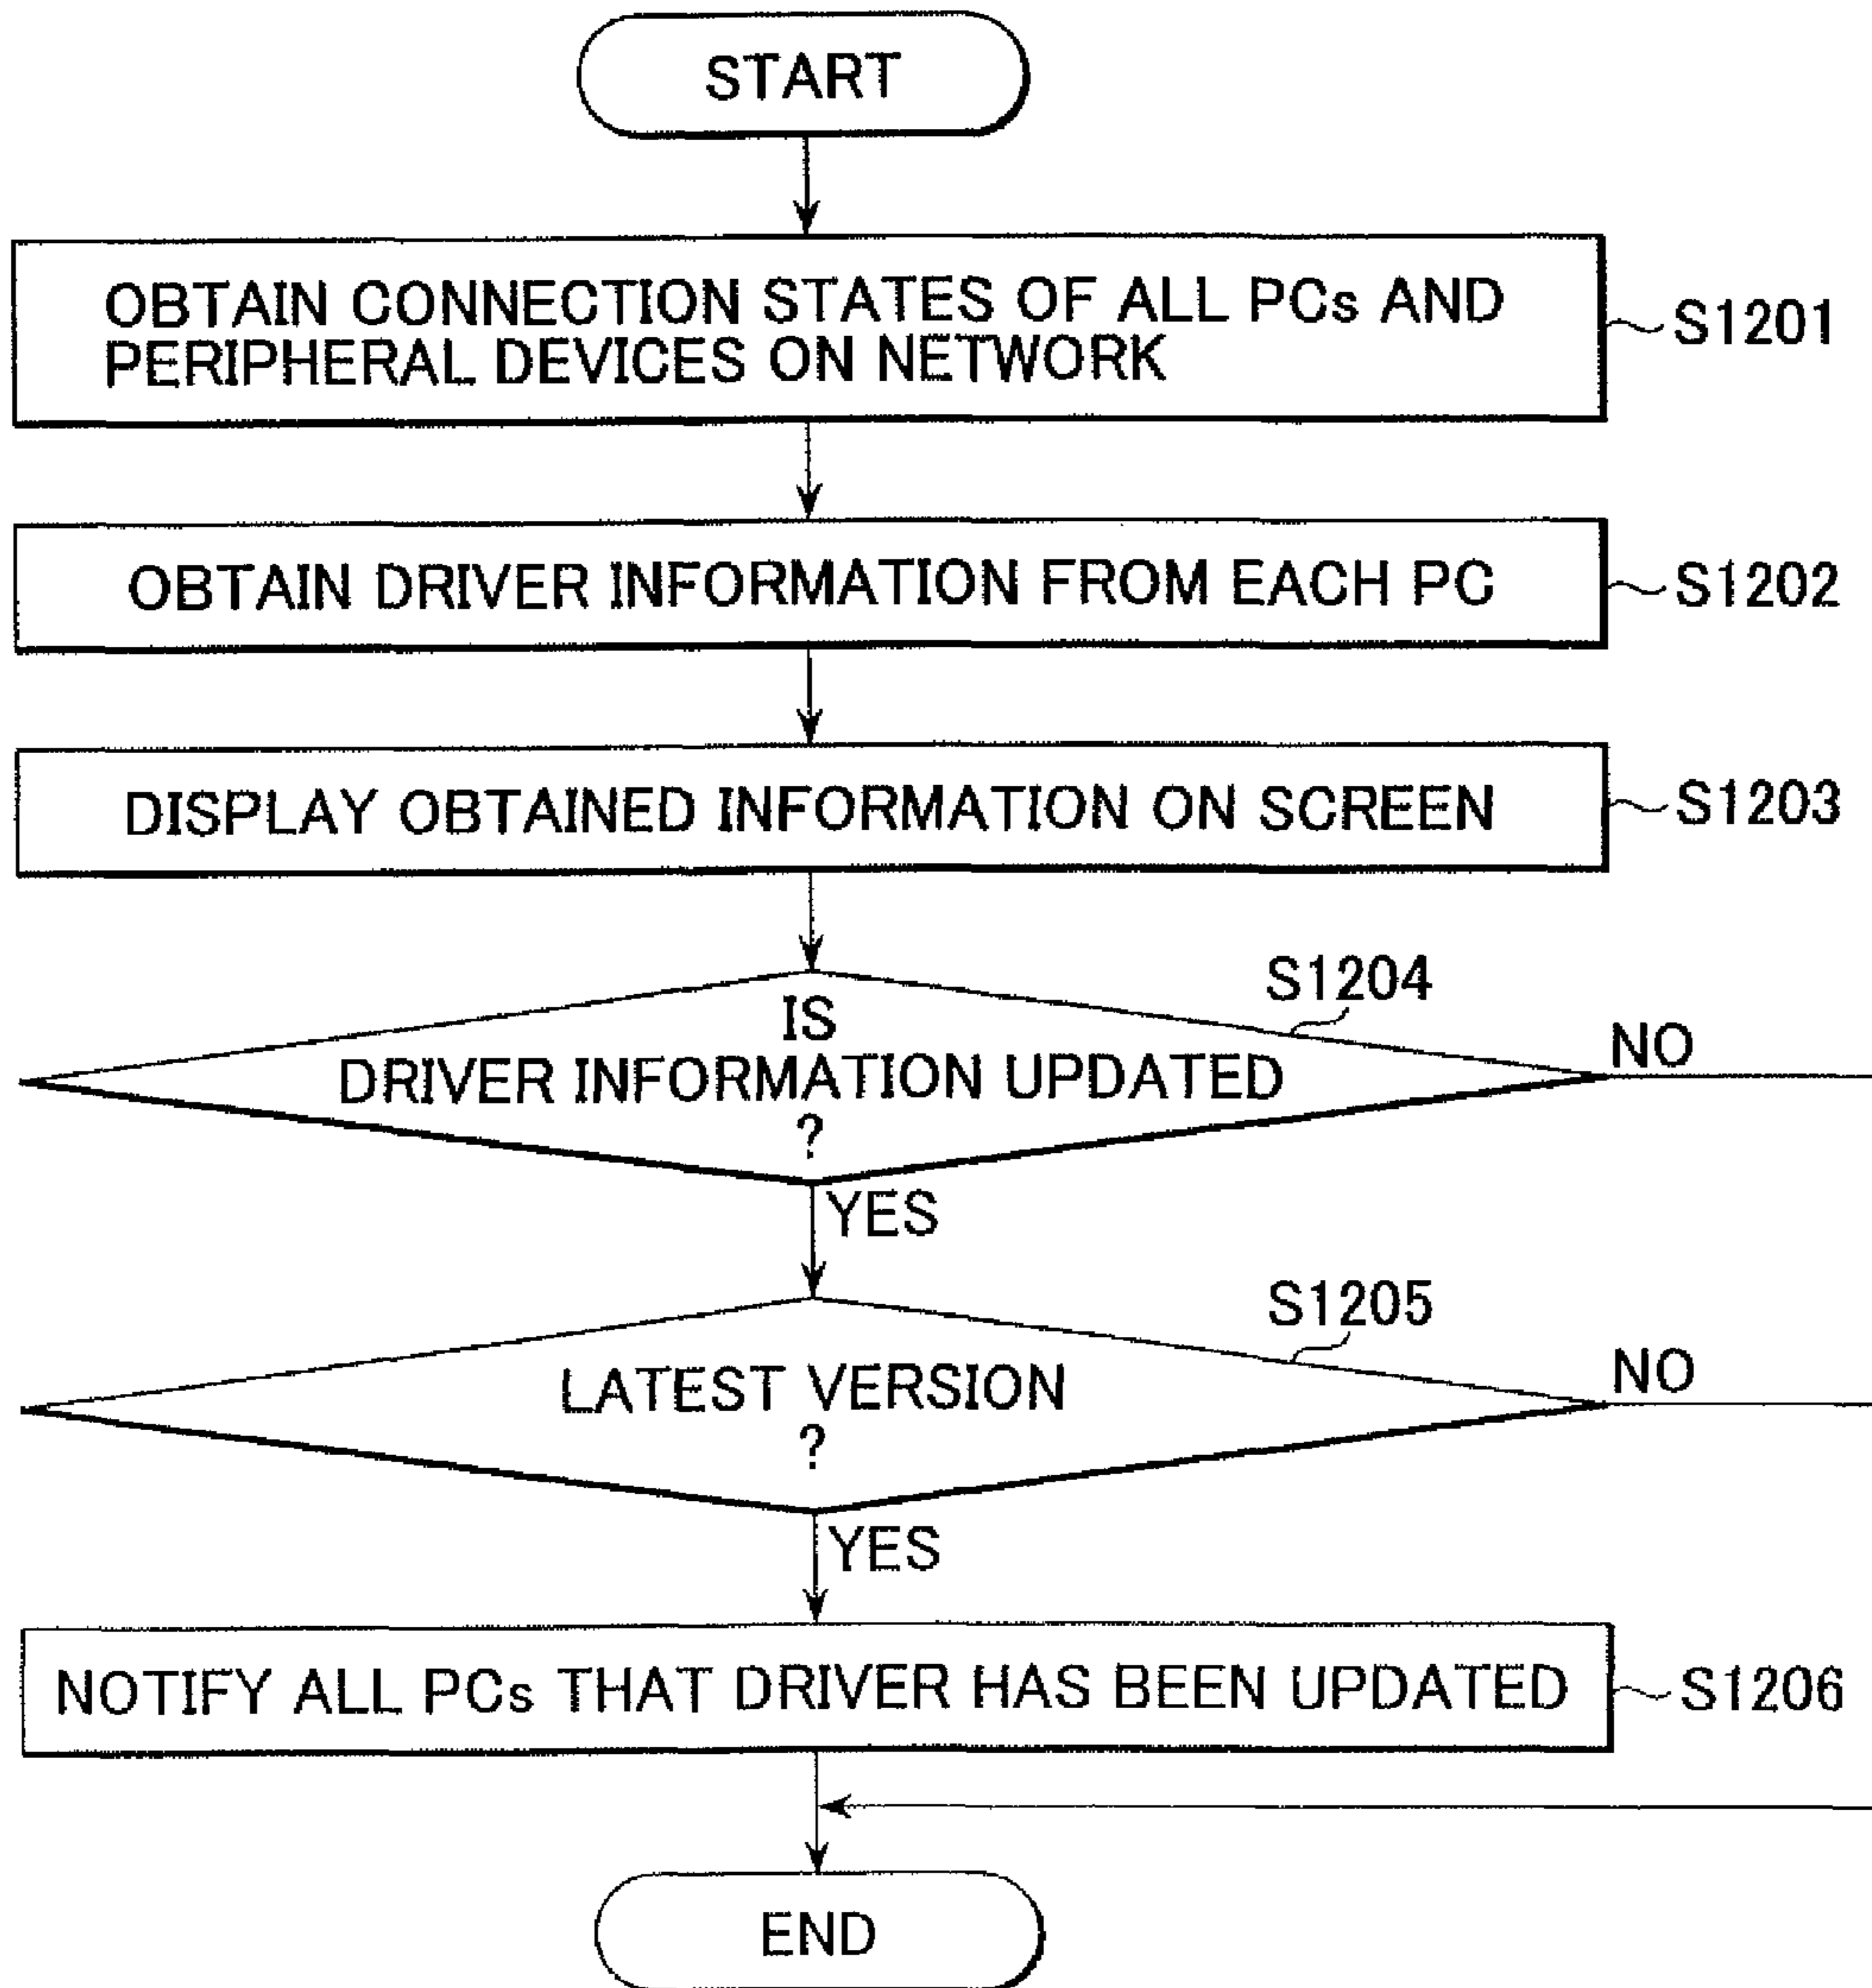 START
OBTAIN CONNECTION STATES OF ALL PCs AND
PERIPHERAL DEVICES ON NETWORK
S1201
OBTAIN DRIVER INFORMATION FROM EACH PC
S1202
DISPLAY OBTAINED INFORMATION ON SCREEN
S1203
S1204
IS
DRIVER INFORMATION UPDATED
?
NO
YES
S1205
LATEST VERSION
?
NO
YES
NOTIFY ALL PCs THAT DRIVER HAS BEEN UPDATED
S1206
END